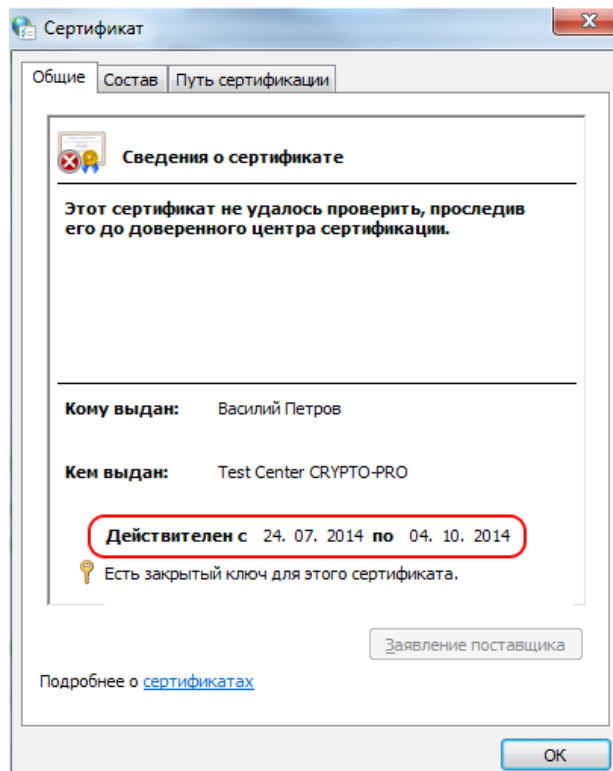 Сертификат
Общие Состав Путь сертификации
Сведения о сертификате
Этот сертификат не удалось проверить, проследив
его до доверенного центра сертификации.
Кому выдан: Василий Петров
Кем выдан: Test Center CRYPTO-PRO
Действителен с 24. 07. 2014 по 04. 10. 2014
Есть закрытый ключ для этого сертификата.
Заявление поставщика
Подробнее о сертификатах
ОК